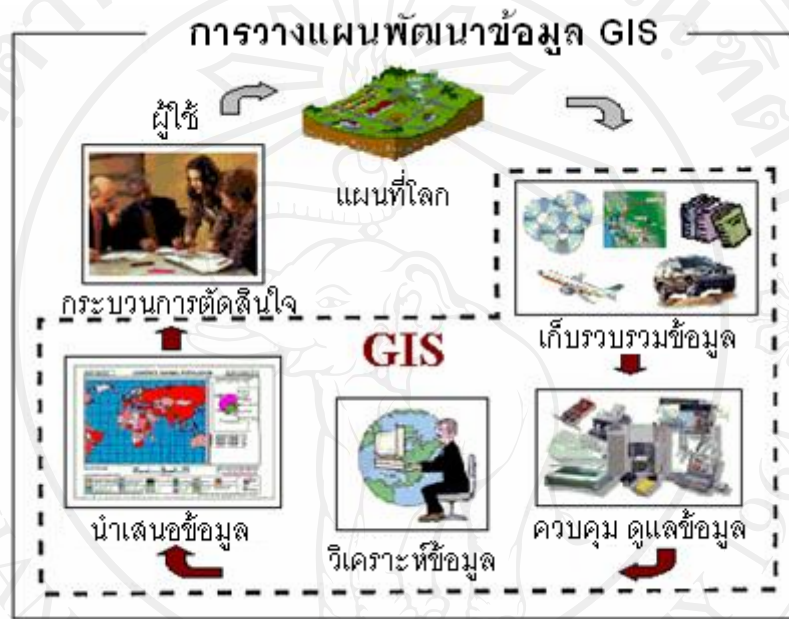 การวางแผนพัฒนาข้อมูล GIS
ผู้ใช้
แผนที่โลก
กระบวนการตัดสินใจ
เก็บรวบรวมข้อมูล
GIS
นำเสนอข้อมูล
วิเคราะห์ข้อมูล
ควบคุม ดูแลข้อมูล